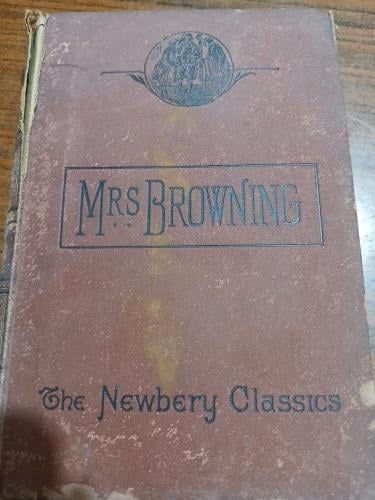 MRS. BROWNING
The Newbery Classics